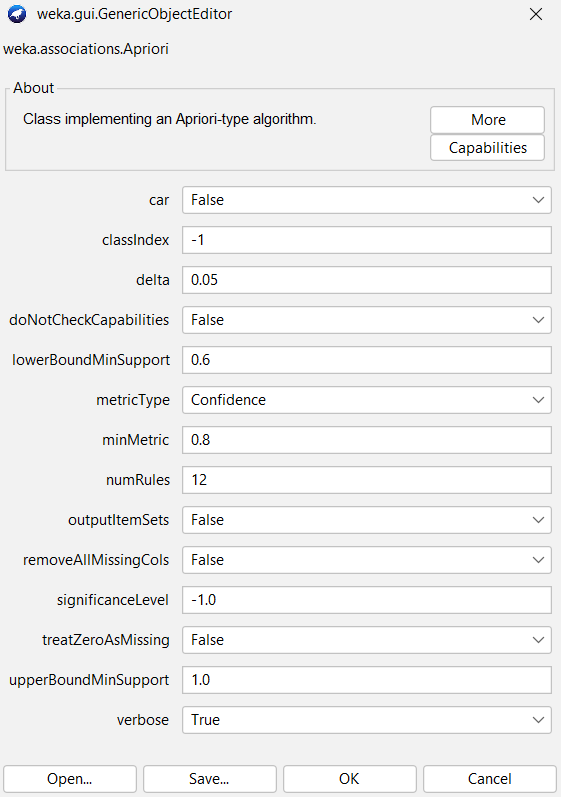 weka.gui.GenericObjectEditor
weka.associations.Apriori
About
Class implementing an Apriori-type algorithm.
More
Capabilities
car False
classIndex -1
delta 0.05
doNotCheckCapabilities False
lowerBoundMinSupport 0.6
metricType Confidence
minMetric 0.8
numRules 12
outputItemSets False
removeAllMissingCols False
significanceLevel -1.0
treatZeroAsMissing False
upperBoundMinSupport 1.0
verbose True
Open... Save... OK Cancel